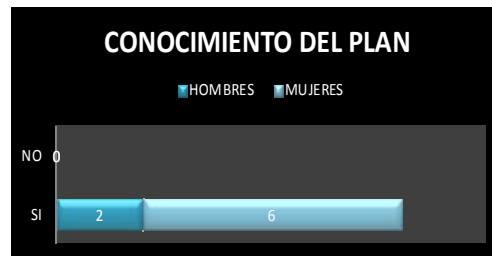 CONOCIMIENTO DEL PLAN
HOMBRES MUJERES
NO 0
SI 2 6